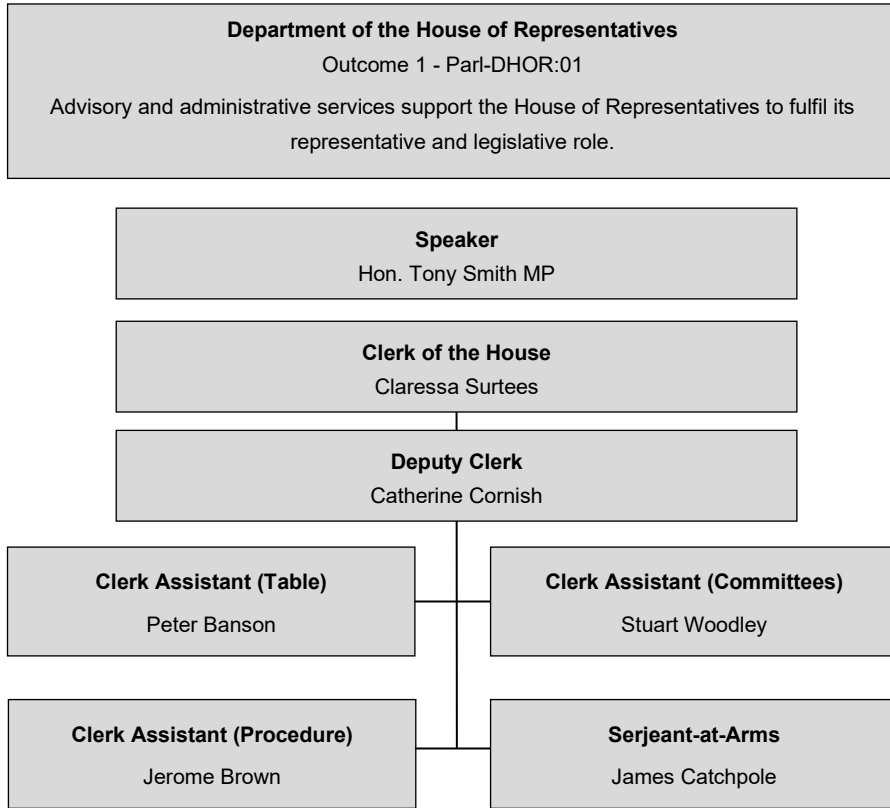 Department of the House of Representatives
Outcome 1 - Parl-DHOR:01
Advisory and administrative services support the House of Representatives to fulfil its
representative and legislative role.
Speaker
Hon. Tony Smith MP
Clerk of the House
Claressa Surtees
Deputy Clerk
Catherine Cornish
Clerk Assistant (Table)
Peter Banson
Clerk Assistant (Committees)
Stuart Woodley
Clerk Assistant (Procedure)
Jerome Brown
Serjeant-at-Arms
James Catchpole